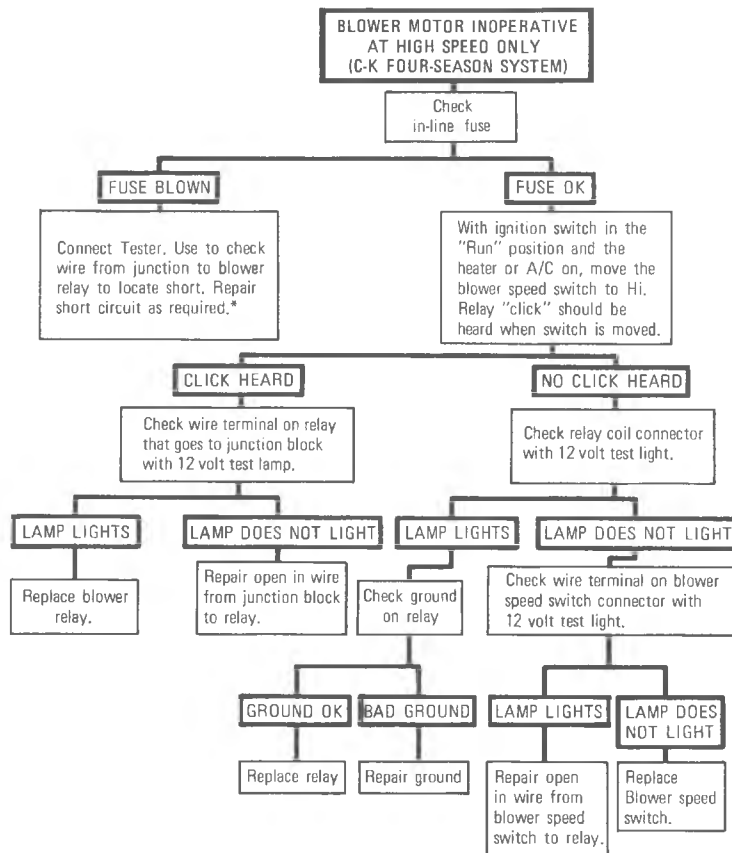 BLOWER MOTOR INOPERATIVE
AT HIGH SPEED ONLY
(C-K FOUR-SEASON SYSTEM)
Check
in-line fuse
FUSE BLOWN
FUSE OK
Connect Tester. Use to check
wire from junction to blower
relay to locate short. Repair
short circuit as required.*
With ignition switch in the
"Run" position and the
heater or A/C on, move the
blower speed switch to Hi.
Relay "click" should be
heard when switch is moved.
CLICK HEARD
NO CLICK HEARD
Check wire terminal on relay
that goes to junction block
with 12 volt test lamp.
Check relay coil connector
with 12 volt test light.
LAMP LIGHTS
LAMP DOES NOT LIGHT
LAMP LIGHTS
LAMP DOES NOT LIGHT
Replace blower
relay.
Repair open in wire
from junction block
to relay.
Check ground
on relay
Check wire terminal on blower
speed switch connector with
12 volt test light.
GROUND OK
BAD GROUND
LAMP LIGHTS
LAMP DOES
NOT LIGHT
Replace relay
Repair ground
Repair open
in wire from
blower speed
switch to relay.
Replace
Blower speed
switch.